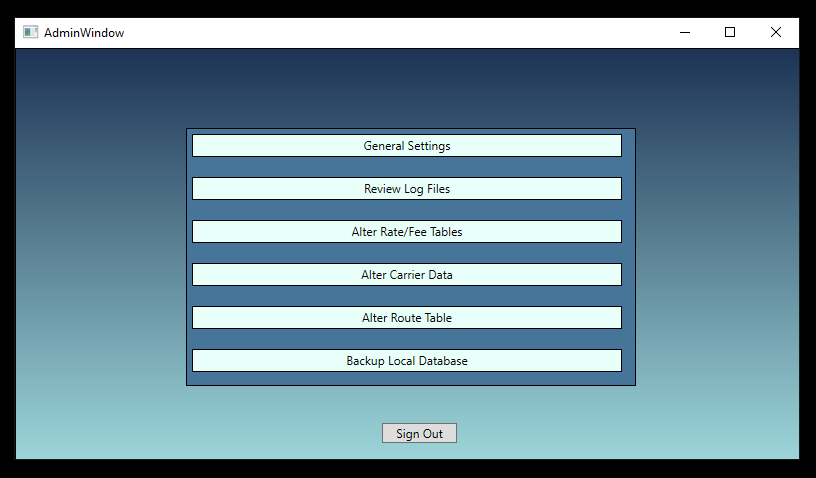 AdminWindow
General Settings
Review Log Files
Alter Rate/Fee Tables
Alter Carrier Data
Alter Route Table
Backup Local Database
Sign Out